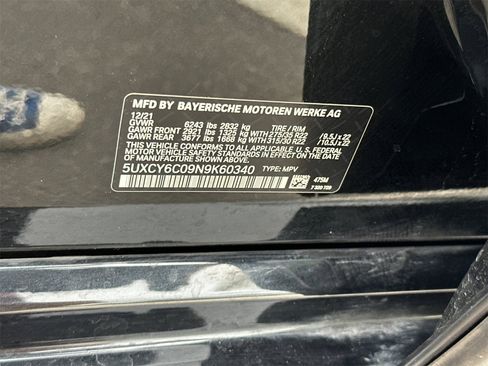 MFD BY BAYERISCHE MOTOREN WERKE AG
12/21
GVWR 6243 lbs 2832 kg TIRE / RIM
GAWR FRONT 2921 lbs 1325 kg WITH 275/35 R22 / 9.5J x 22
GAWR REAR 3677 lbs 1668 kg WITH 315/30 R22 / 10.5J x 22
THIS VEHICLE CONFORMS TO ALL APPLICABLE
U. S. FEDERAL MOTOR VEHICLE SAFETY STANDARDS
IN EFFECT ON THE DATE OF MANUFACTURE SHOWN ABOVE.
5UXCY6C09N9K60340 TYPE: MPV
475M